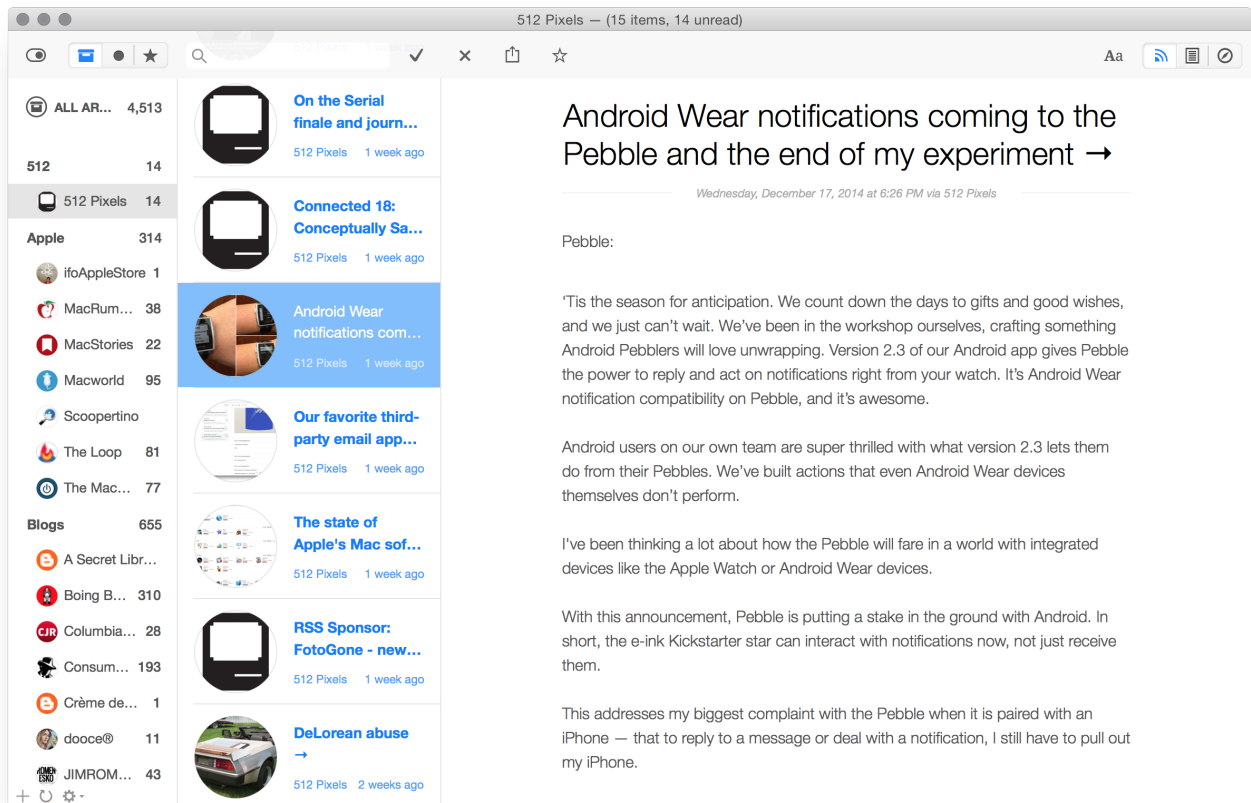 512 Pixels — (15 items, 14 unread)
Aa
ALL AR... 4,513
512 14
512 Pixels 14
Apple 314
ifoAppleStore 1
MacRum... 38
MacStories 22
Macworld 95
Scoopertino
The Loop 81
The Mac... 77
Blogs 655
A Secret Libr...
Boing B... 310
CJR Columbia... 28
Consum... 193
Crème de... 1
dooce® 11
JIMROM... 43
On the Serial
finale and journ...
512 Pixels 1 week ago
Connected 18:
Conceptually Sa...
512 Pixels 1 week ago
Android Wear
notifications com...
512 Pixels 1 week ago
Our favorite third-
party email app...
512 Pixels 1 week ago
The state of
Apple's Mac sof...
512 Pixels 1 week ago
RSS Sponsor:
FotoGone - new...
512 Pixels 1 week ago
DeLorean abuse
→
512 Pixels 2 weeks ago
Android Wear notifications coming to the
Pebble and the end of my experiment →
Wednesday, December 17, 2014 at 6:26 PM via 512 Pixels
Pebble:
‘Tis the season for anticipation. We count down the days to gifts and good wishes,
and we just can’t wait. We’ve been in the workshop ourselves, crafting something
Android Pebblers will love unwrapping. Version 2.3 of our Android app gives Pebble
the power to reply and act on notifications right from your watch. It’s Android Wear
notification compatibility on Pebble, and it’s awesome.
Android users on our own team are super thrilled with what version 2.3 lets them
do from their Pebbles. We’ve built actions that even Android Wear devices
themselves don’t perform.
I've been thinking a lot about how the Pebble will fare in a world with integrated
devices like the Apple Watch or Android Wear devices.
With this announcement, Pebble is putting a stake in the ground with Android. In
short, the e-ink Kickstarter star can interact with notifications now, not just receive
them.
This addresses my biggest complaint with the Pebble when it is paired with an
iPhone — that to reply to a message or deal with a notification, I still have to pull out
my iPhone.